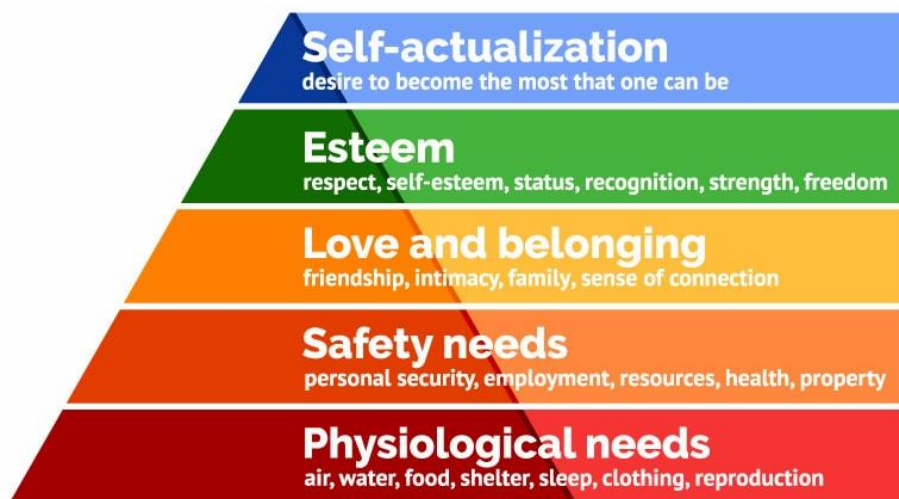 Self-actualization
desire to become the most that one can be
Esteem
respect, self-esteem, status, recognition, strength, freedom
Love and belonging
friendship, intimacy, family, sense of connection
Safety needs
personal security, employment, resources, health, property
Physiological needs
air, water, food, shelter, sleep, clothing, reproduction